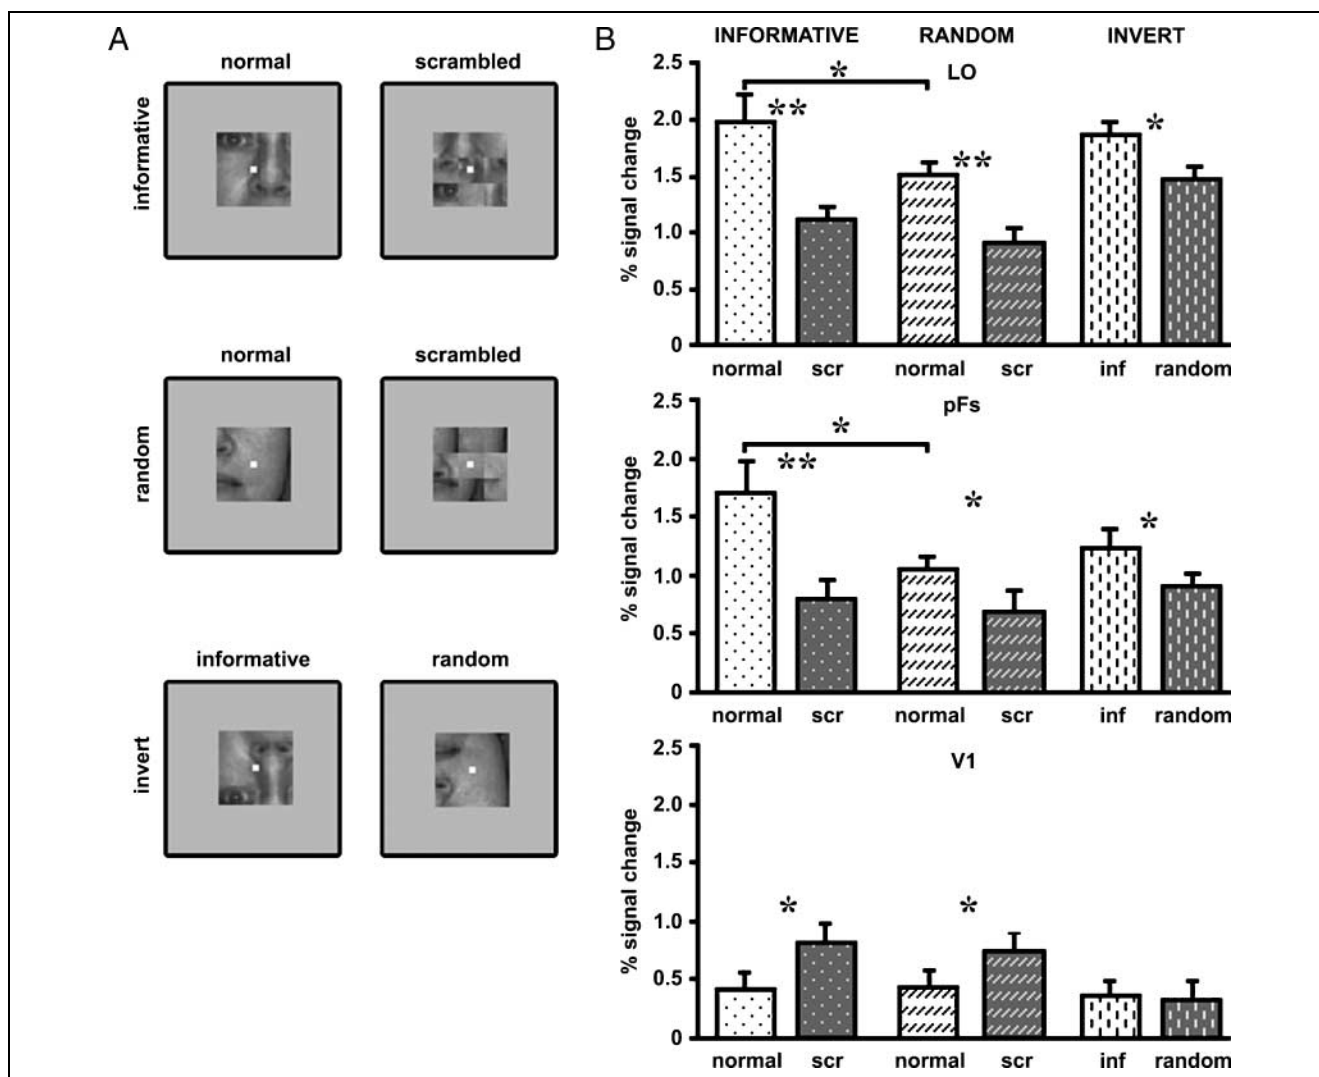 A
normal scrambled
informative
normal scrambled
random
informative random
invert
B
INFORMATIVE RANDOM INVERT
LO
% signal change
2.5
2.0
1.5
1.0
0.5
0
*
** ** *
normal scr normal scr inf random
pFs
% signal change
2.5
2.0
1.5
1.0
0.5
0
*
** * *
normal scr normal scr inf random
V1
% signal change
2.5
2.0
1.5
1.0
0.5
0
* *
normal scr normal scr inf random